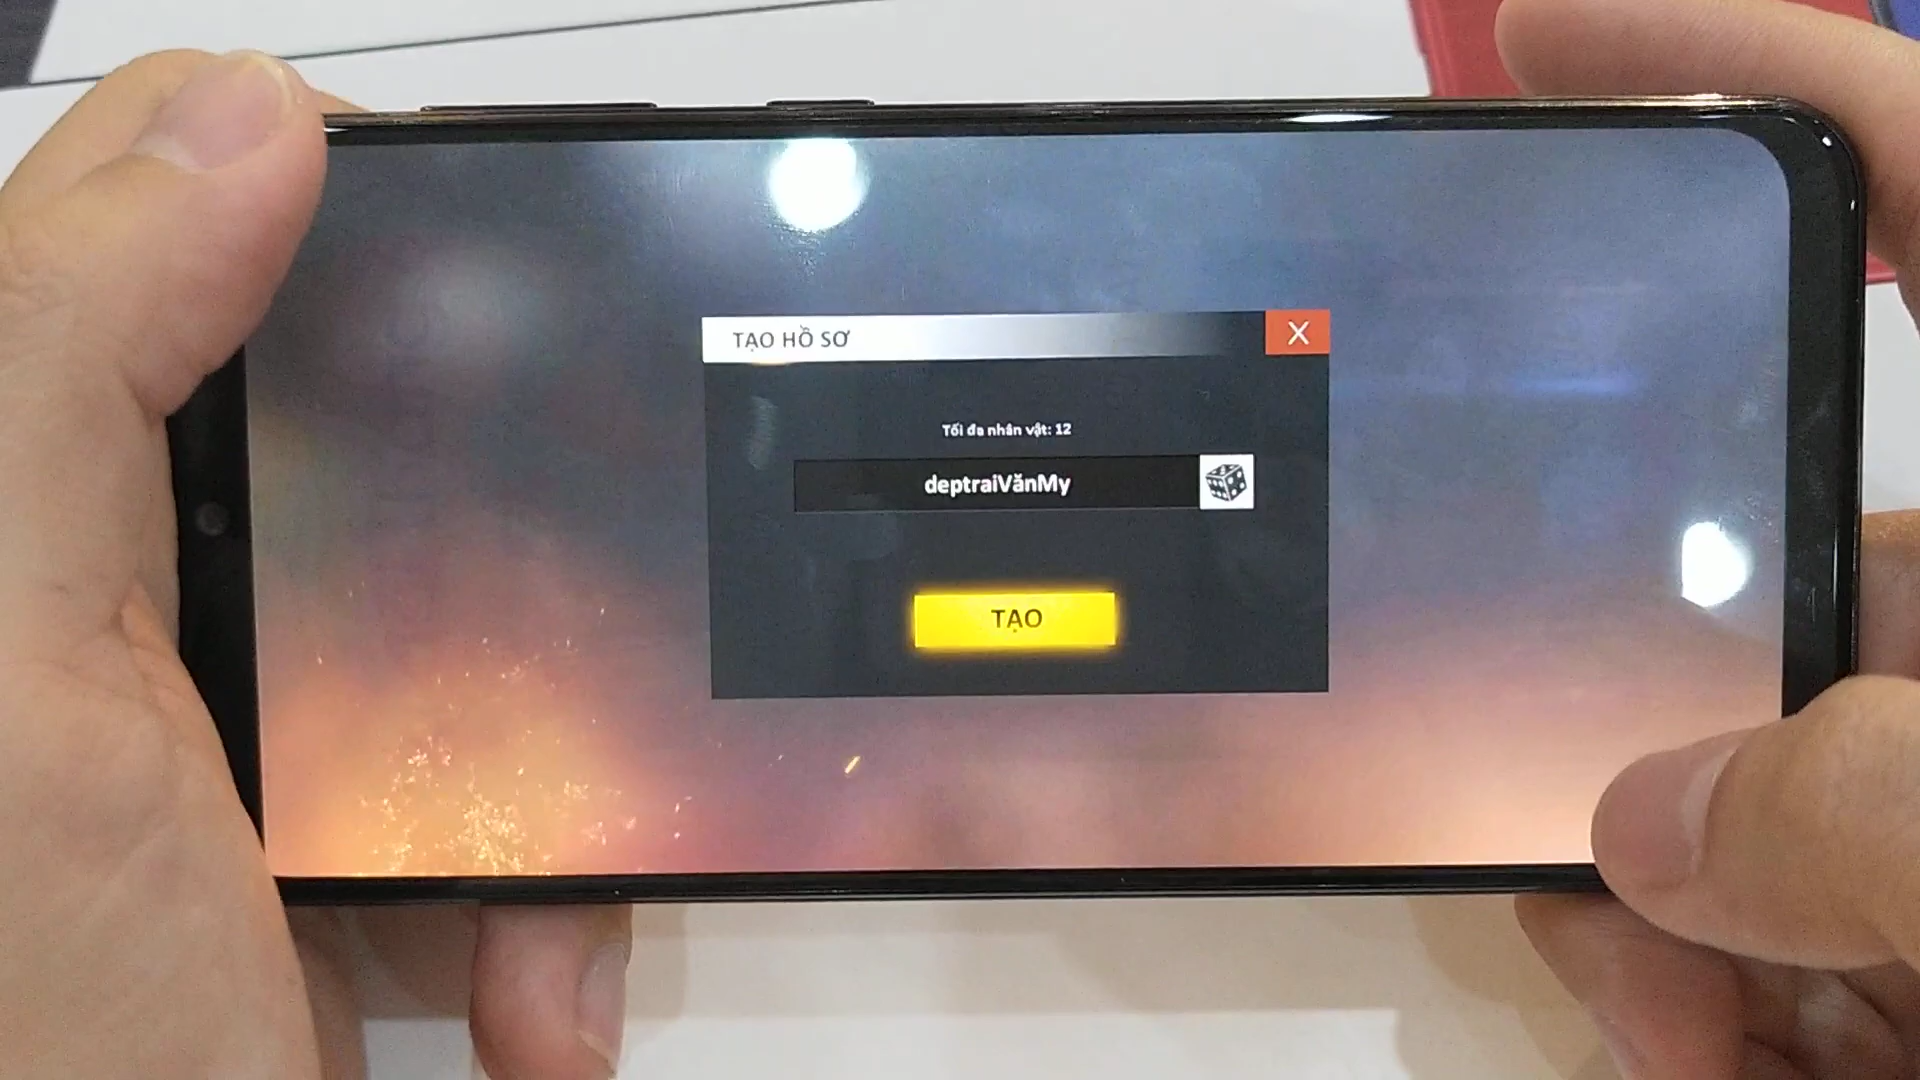 TẠO HỒ SƠ
X
Tối đa nhân vật: 12
deptraiVănMy
TẠO